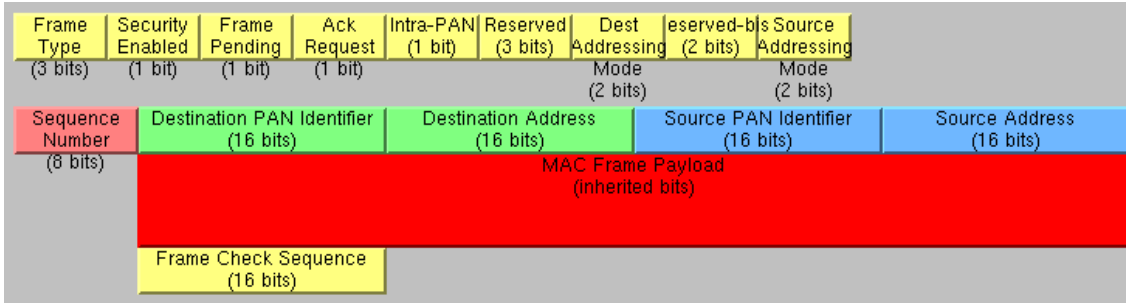 Frame Security Frame Ack Intra-PAN Reserved Dest eserved-bis Source
Type Enabled Pending Request (1 bit) (3 bits) Addressing (2 bits) Addressing
(3 bits) (1 bit) (1 bit) (1 bit) Mode Mode
(2 bits) (2 bits)
Sequence Destination PAN Identifier Destination Address Source PAN Identifier Source Address
Number (16 bits) (16 bits) (16 bits) (16 bits)
(8 bits) MAC Frame Payload
(inherited bits)
Frame Check Sequence
(16 bits)